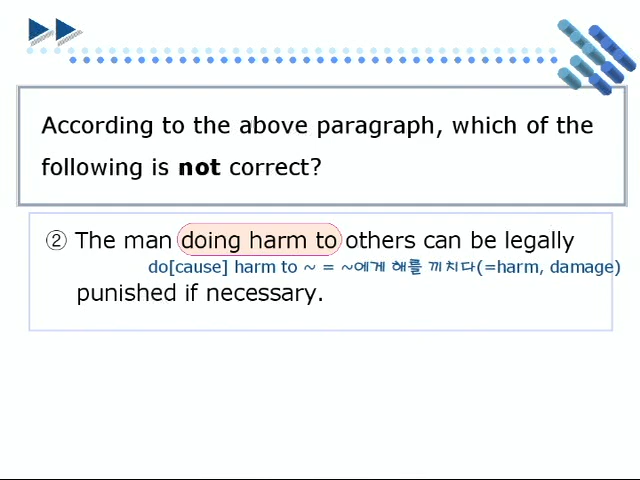 According to the above paragraph, which of the
following is not correct?
② The man doing harm to others can be legally
do[cause] harm to ~ = ~에게 해를 끼치다(=harm, damage)
punished if necessary.